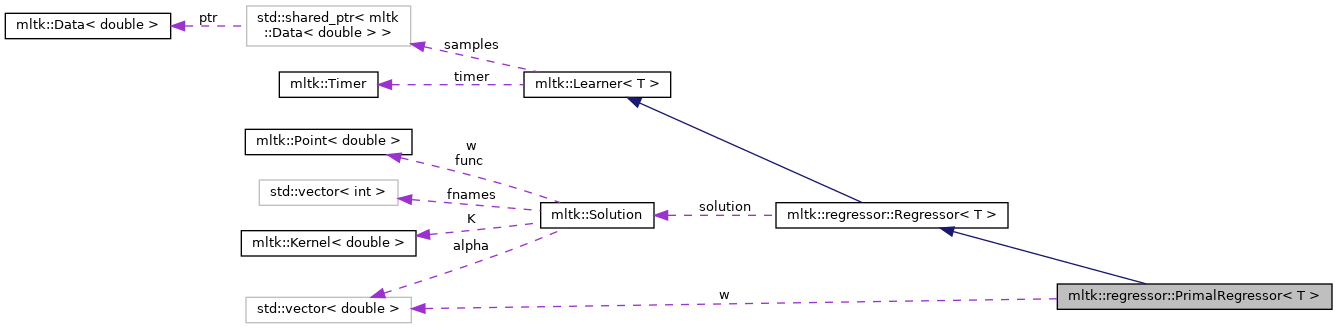 mltk::Data< double >
ptr
std::shared_ptr< mltk
::Data< double > >
samples
mltk::Timer
timer
mltk::Learner< T >
mltk::Point< double >
w
func
std::vector< int >
fnames
mltk::Solution
solution
mltk::regressor::Regressor< T >
K
mltk::Kernel< double >
alpha
std::vector< double >
w
mltk::regressor::PrimalRegressor< T >